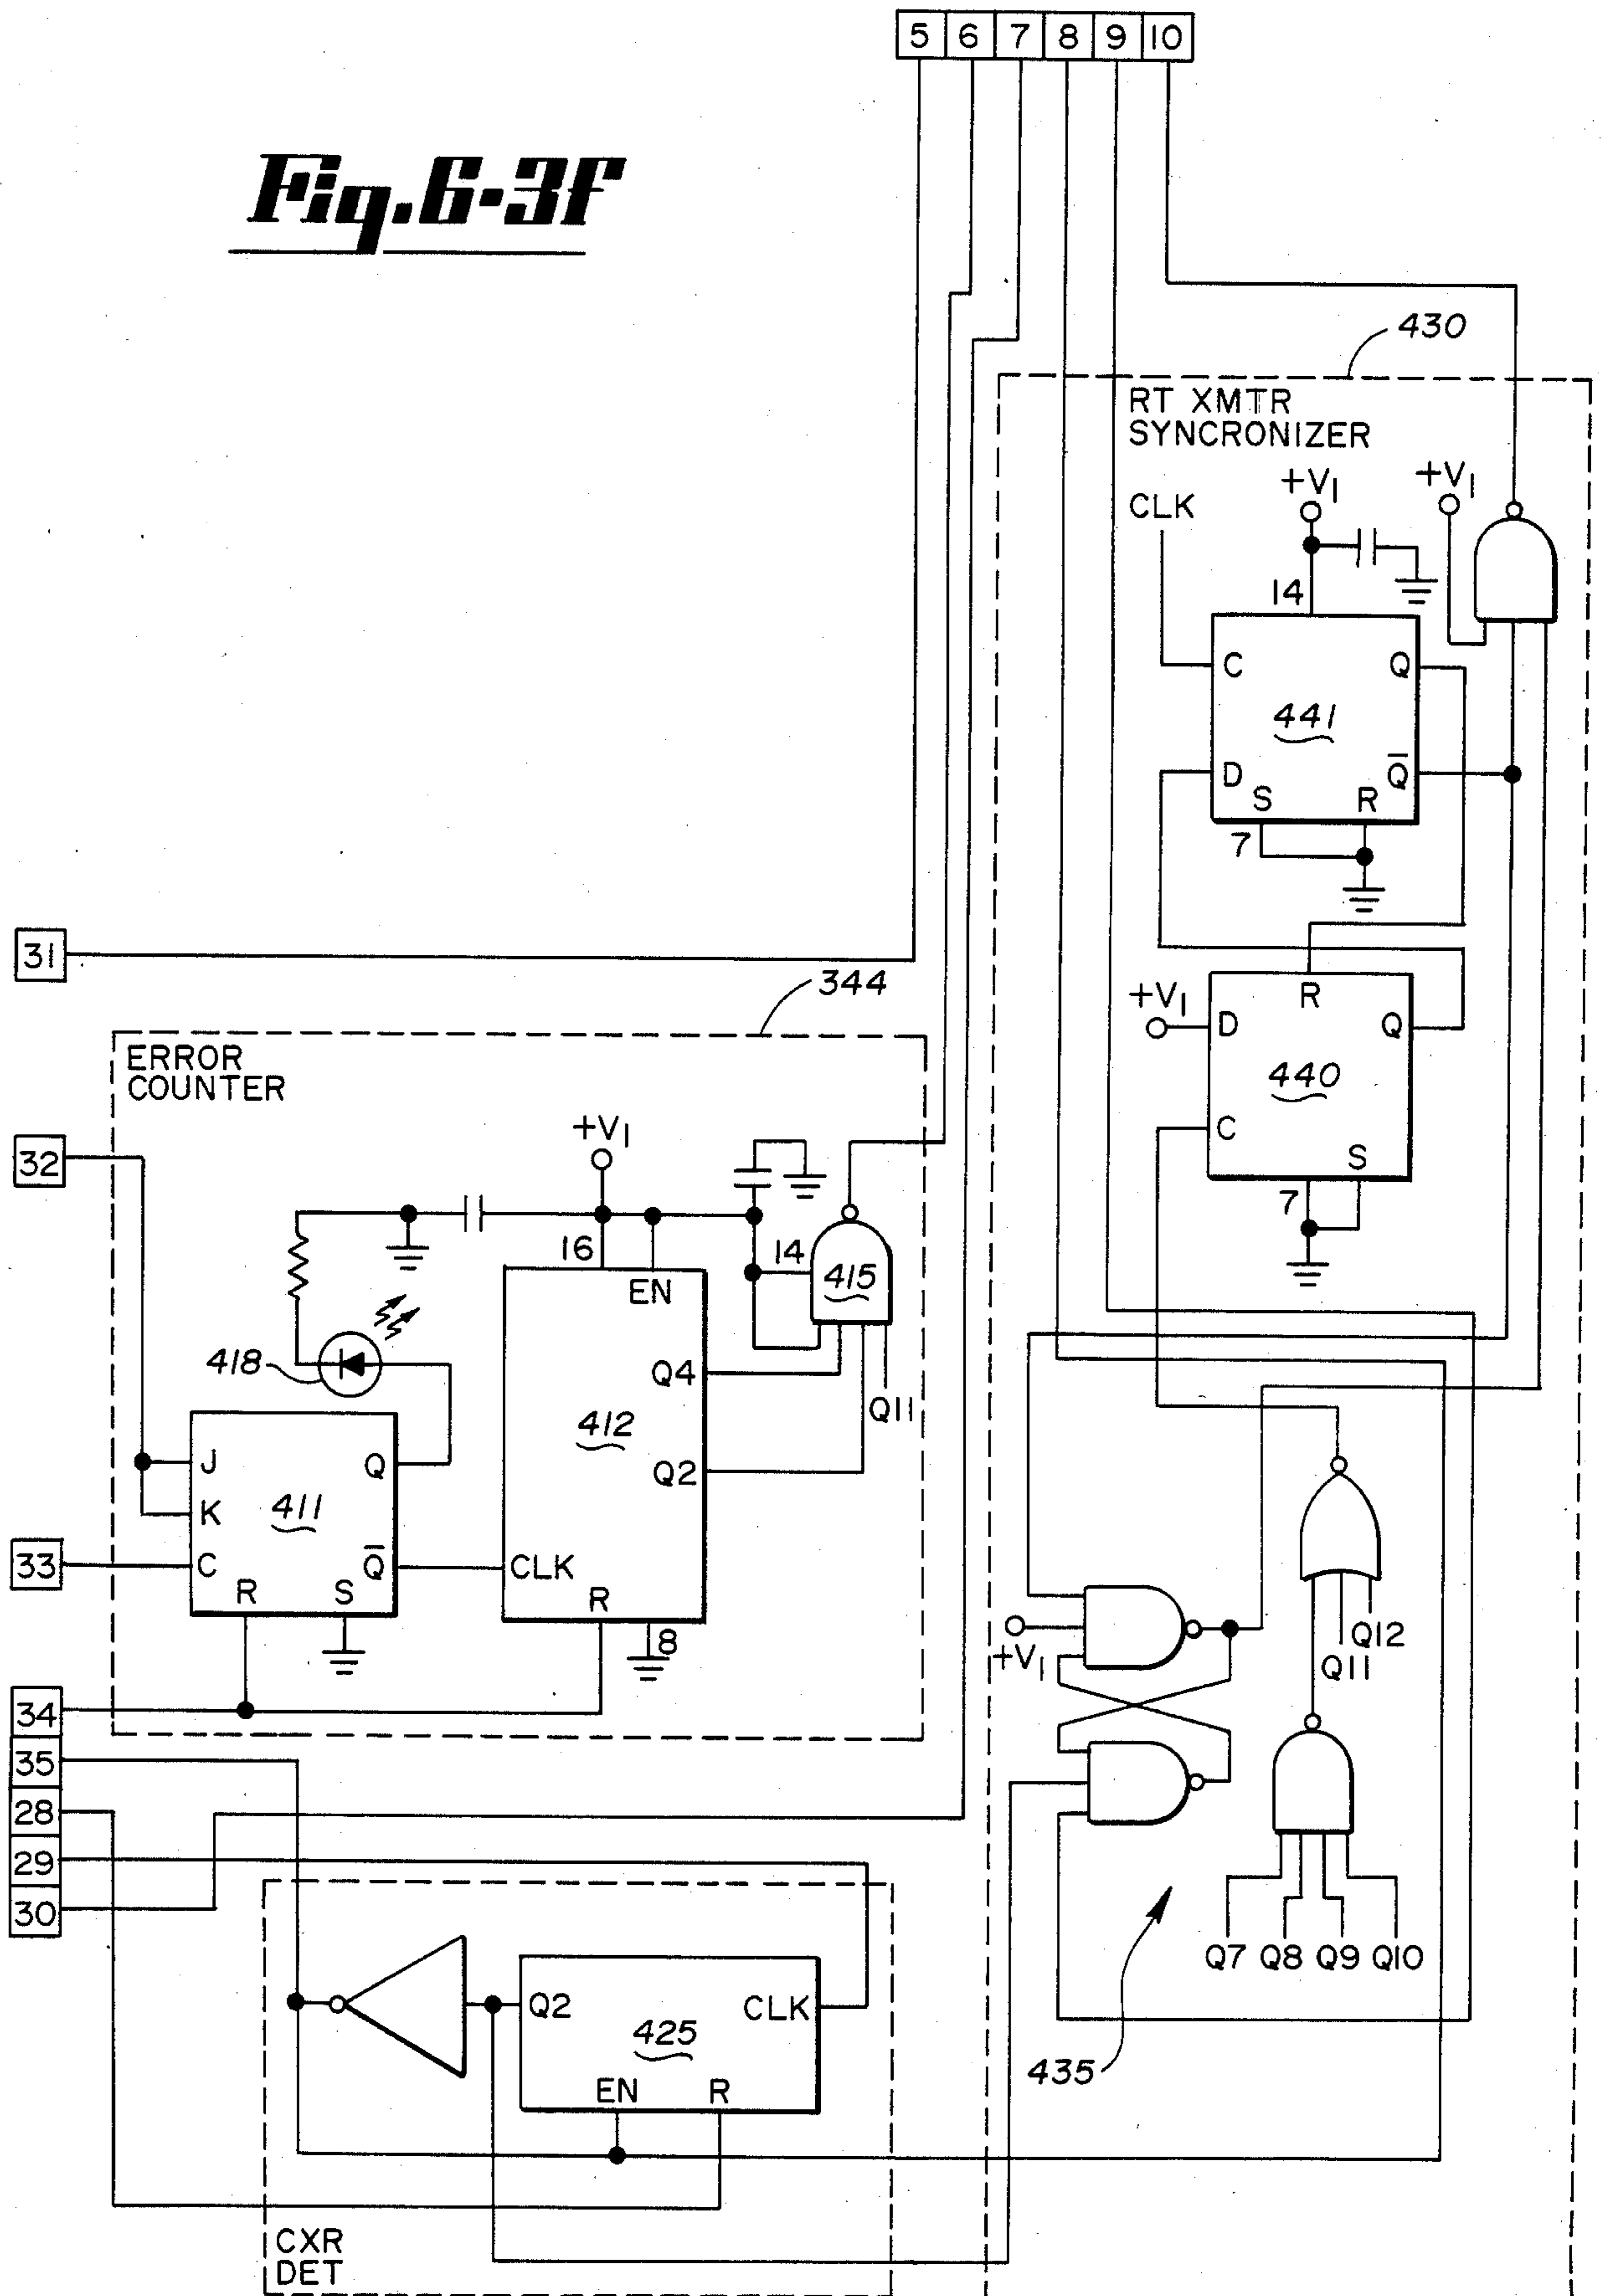 5 6 7 8 9 10
Fig.6-3f
430
RT XMTR
SYNCRONIZER
+V1
+V1
CLK
14
C
Q
441
D
Q̅
S
R
7
31
344
R
+V1
D
Q
440
C
S
7
ERROR
COUNTER
32
+V1
16
EN
14
415
418
Q4
Q11
412
Q2
J
Q
K
411
33
C
Q̅
R
S
CLK
R
8
34
35
28
29
30
+V1
Q12
Q11
Q7 Q8 Q9 Q10
435
Q2
CLK
425
EN
R
CXR
DET